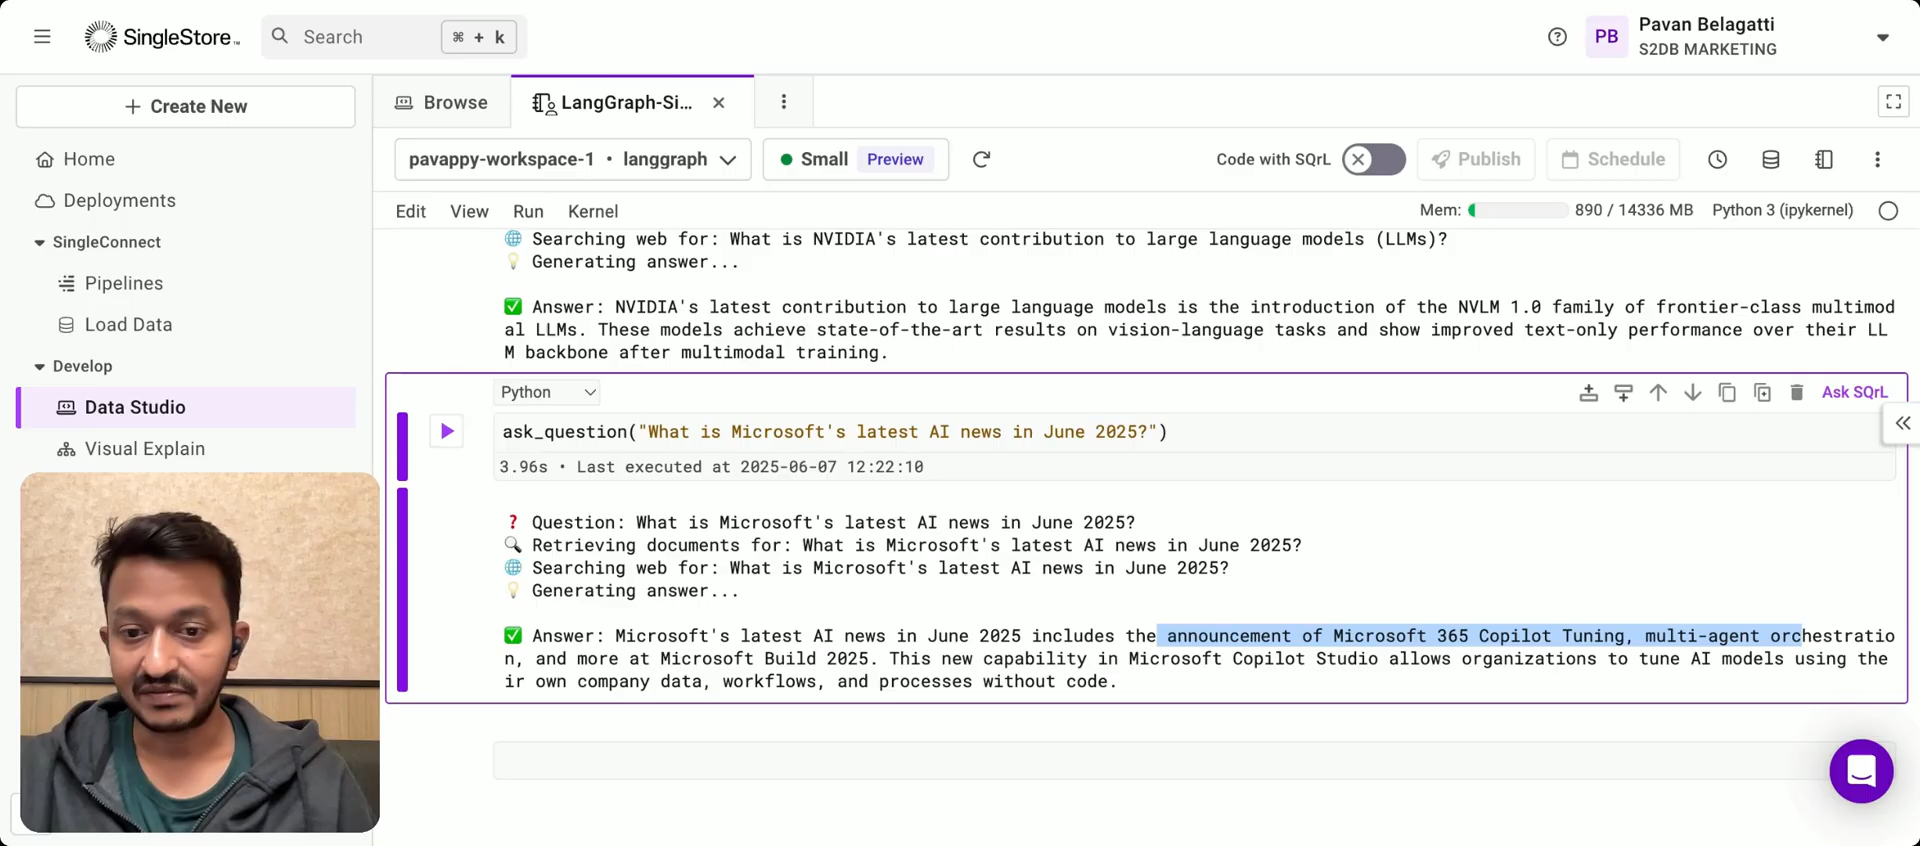 SingleStore™
Search
⌘ + k
PB
Pavan Belagatti
S2DB MARKETING
+ Create New
Browse
LangGraph-Si...
Home
pavappy-workspace-1 • langgraph
Small
Preview
Code with SQrL
Publish
Schedule
Deployments
Edit
View
Run
Kernel
Mem:
890 / 14336 MB
Python 3 (ipykernel)
SingleConnect
Pipelines
Load Data
Develop
Data Studio
Visual Explain
🌐 Searching web for: What is NVIDIA's latest contribution to large language models (LLMs)?
💡 Generating answer...
✅ Answer: NVIDIA's latest contribution to large language models is the introduction of the NVLM 1.0 family of frontier-class multimod
al LLMs. These models achieve state-of-the-art results on vision-language tasks and show improved text-only performance over their LL
M backbone after multimodal training.
Python
Ask SQrL
ask_question("What is Microsoft's latest AI news in June 2025?")
3.96s • Last executed at 2025-06-07 12:22:10
❓ Question: What is Microsoft's latest AI news in June 2025?
🔍 Retrieving documents for: What is Microsoft's latest AI news in June 2025?
🌐 Searching web for: What is Microsoft's latest AI news in June 2025?
💡 Generating answer...
✅ Answer: Microsoft's latest AI news in June 2025 includes the announcement of Microsoft 365 Copilot Tuning, multi-agent orchestratio
n, and more at Microsoft Build 2025. This new capability in Microsoft Copilot Studio allows organizations to tune AI models using the
ir own company data, workflows, and processes without code.